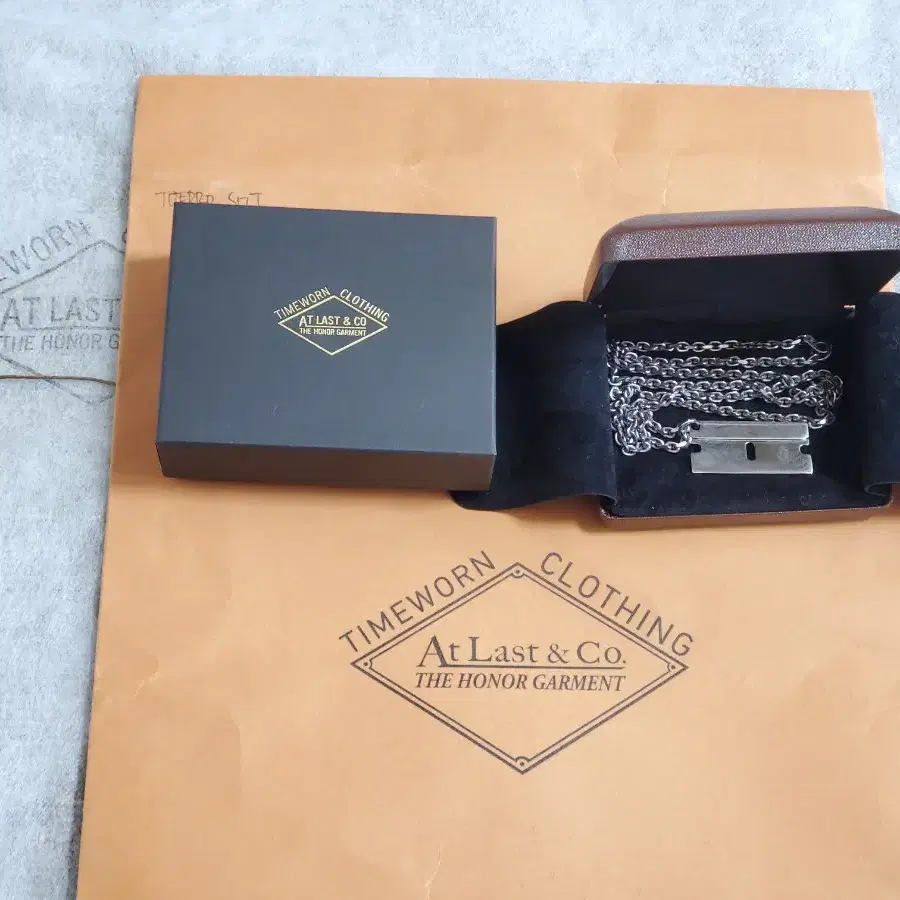 TIMEWORN CLOTHING
AT LAST & CO
THE HONOR GARMENT
TIMEWORN CLOTHING
At Last & Co.
THE HONOR GARMENT
EWORN
AT LAST
THE HONOR G